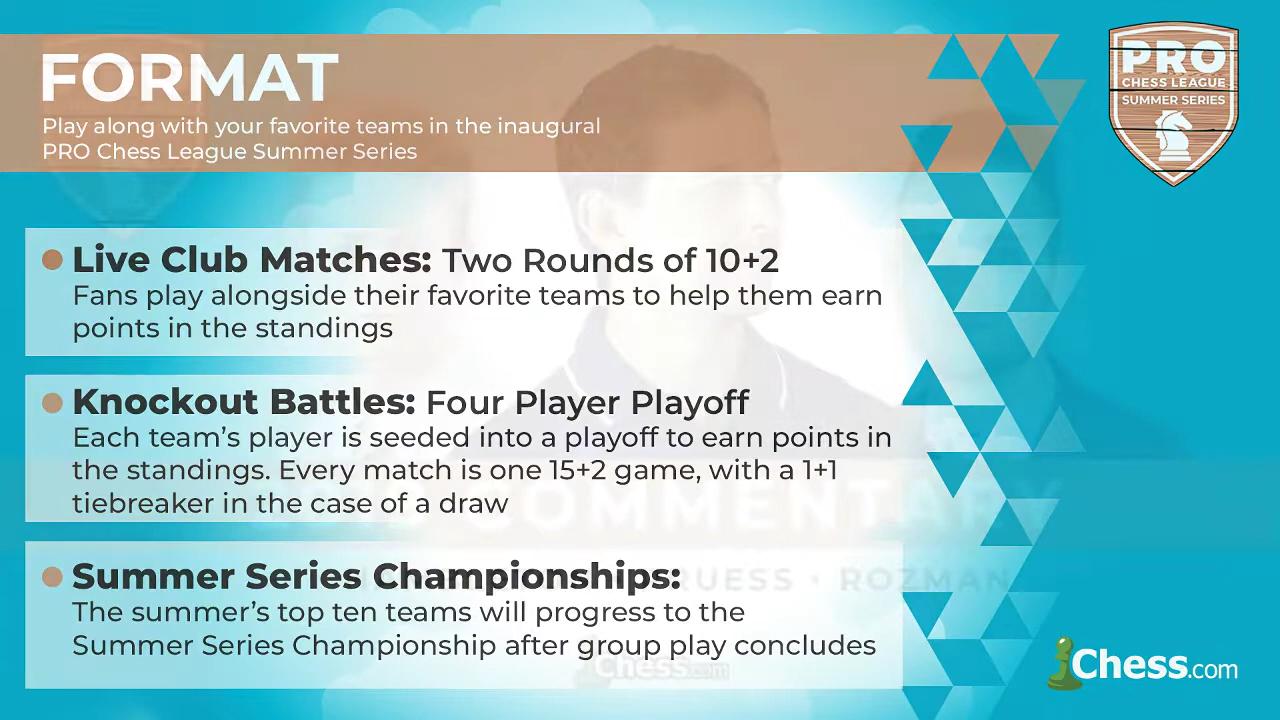 FORMAT
Play along with your favorite teams in the inaugural
PRO Chess League Summer Series
PRO
CHESS LEAGUE
SUMMER SERIES
Live Club Matches: Two Rounds of 10+2
Fans play alongside their favorite teams to help them earn
points in the standings
Knockout Battles: Four Player Playoff
Each team's player is seeded into a playoff to earn points in
the standings. Every match is one 15+2 game, with a 1+1
tiebreaker in the case of a draw
COMMENTARY
Summer Series Championships:
RUESS · ROZMAN
The summer's top ten teams will progress to the
Summer Series Championship after group play concludes
Chess.com
Chess.com